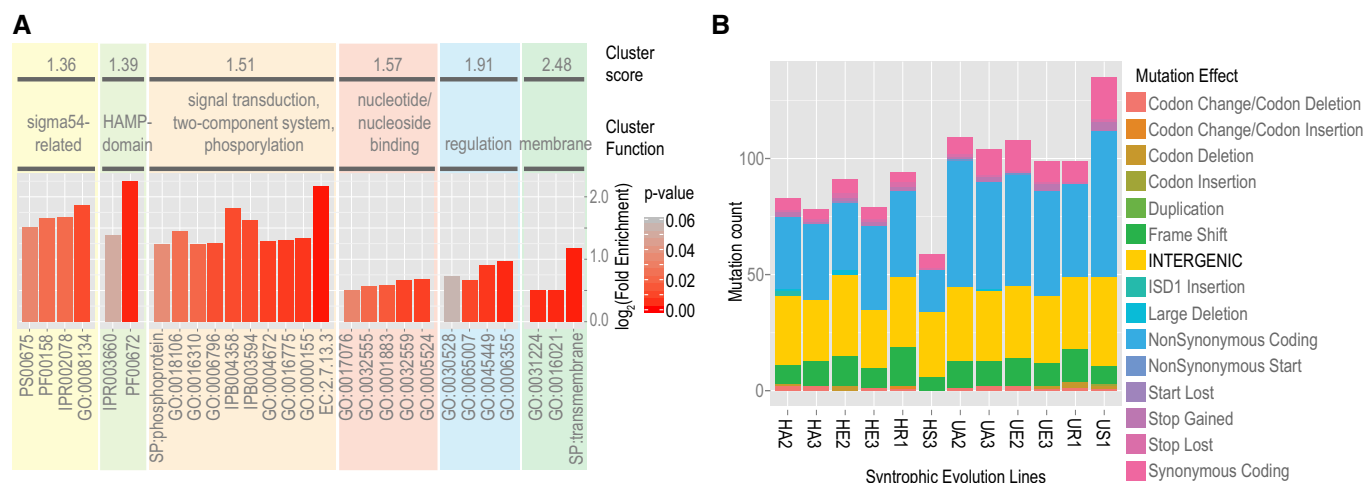 A
1.36
1.39
1.51
1.57
1.91
2.48
Cluster
score
sigma54-
related
HAMP-
domain
signal transduction,
two-component system,
phosporylation
nucleotide/
nucleoside
binding
regulation
membrane
Cluster
Function
2.0
1.0
0.0
log2(Fold Enrichment)
p-value
0.06
0.04
0.02
0.00
PS00675
PF00158
IPR002078
GO:0008134
IPR003660
PF00672
SP:phosphoprotein
GO:0018106
GO:0016310
GO:0006796
IPB004358
IPB003594
GO:0004672
GO:0016775
GO:0000155
EC:2.7.13.3
GO:0017076
GO:0032555
GO:0001883
GO:0032559
GO:0005524
GO:0030528
GO:0065007
GO:0045449
GO:0006355
GO:0031224
GO:0016021
SP:transmembrane
B
Mutation count
100
50
0
HA2
HA3
HE2
HE3
HR1
HS3
UA2
UA3
UE2
UE3
UR1
US1
Syntrophic Evolution Lines
Mutation Effect
Codon Change/Codon Deletion
Codon Change/Codon Insertion
Codon Deletion
Codon Insertion
Duplication
Frame Shift
INTERGENIC
ISD1 Insertion
Large Deletion
NonSynonymous Coding
NonSynonymous Start
Start Lost
Stop Gained
Stop Lost
Synonymous Coding